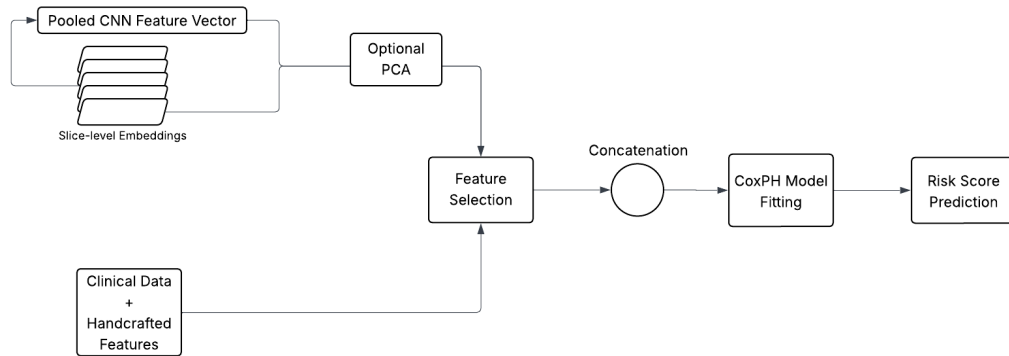 Pooled CNN Feature Vector
Slice-level Embeddings
Optional
PCA
Feature
Selection
Concatenation
CoxPH Model
Fitting
Risk Score
Prediction
Clinical Data
+
Handcrafted
Features